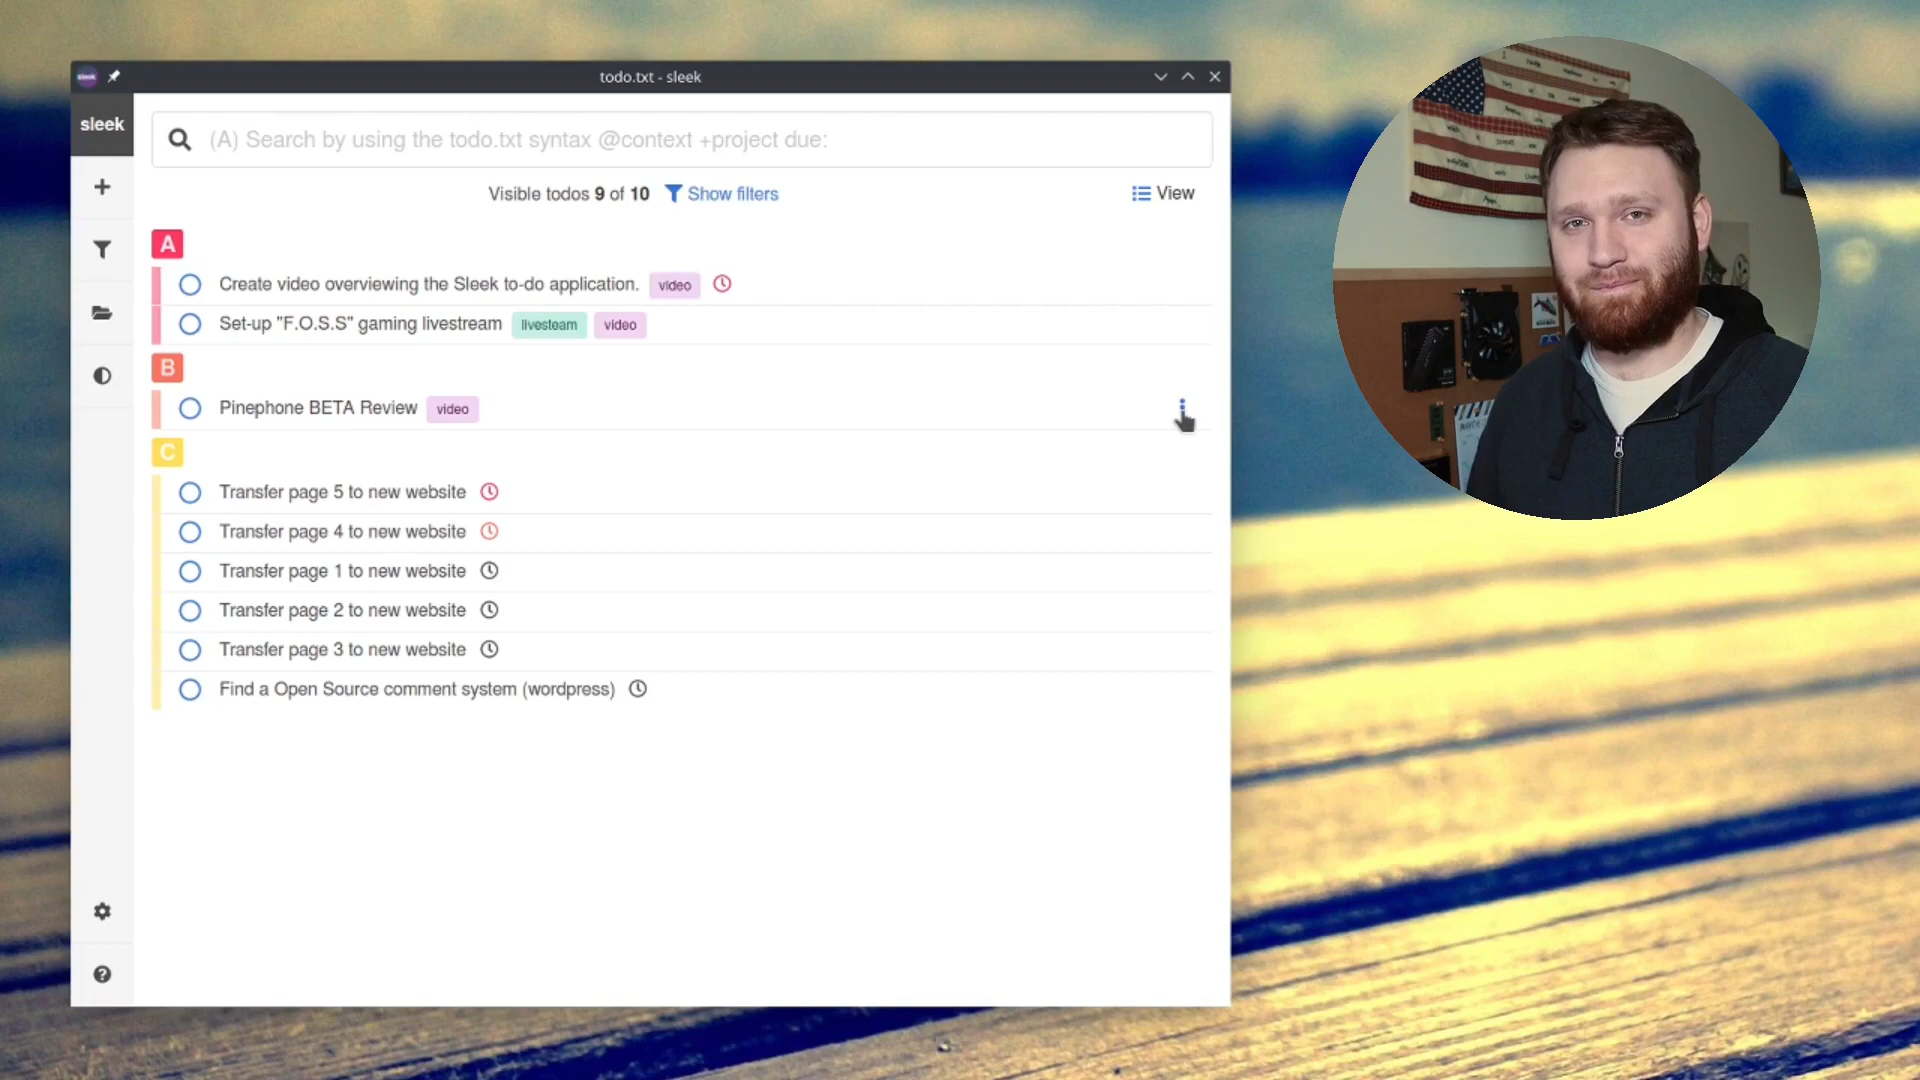 todo.txt - sleek
sleek
(A) Search by using the todo.txt syntax @context +project due:
Visible todos 9 of 10 Show filters
View
A
Create video overviewing the Sleek to-do application. video
Set-up "F.O.S.S" gaming livestream livesteam video
B
Pinephone BETA Review video
C
Transfer page 5 to new website
Transfer page 4 to new website
Transfer page 1 to new website
Transfer page 2 to new website
Transfer page 3 to new website
Find a Open Source comment system (wordpress)